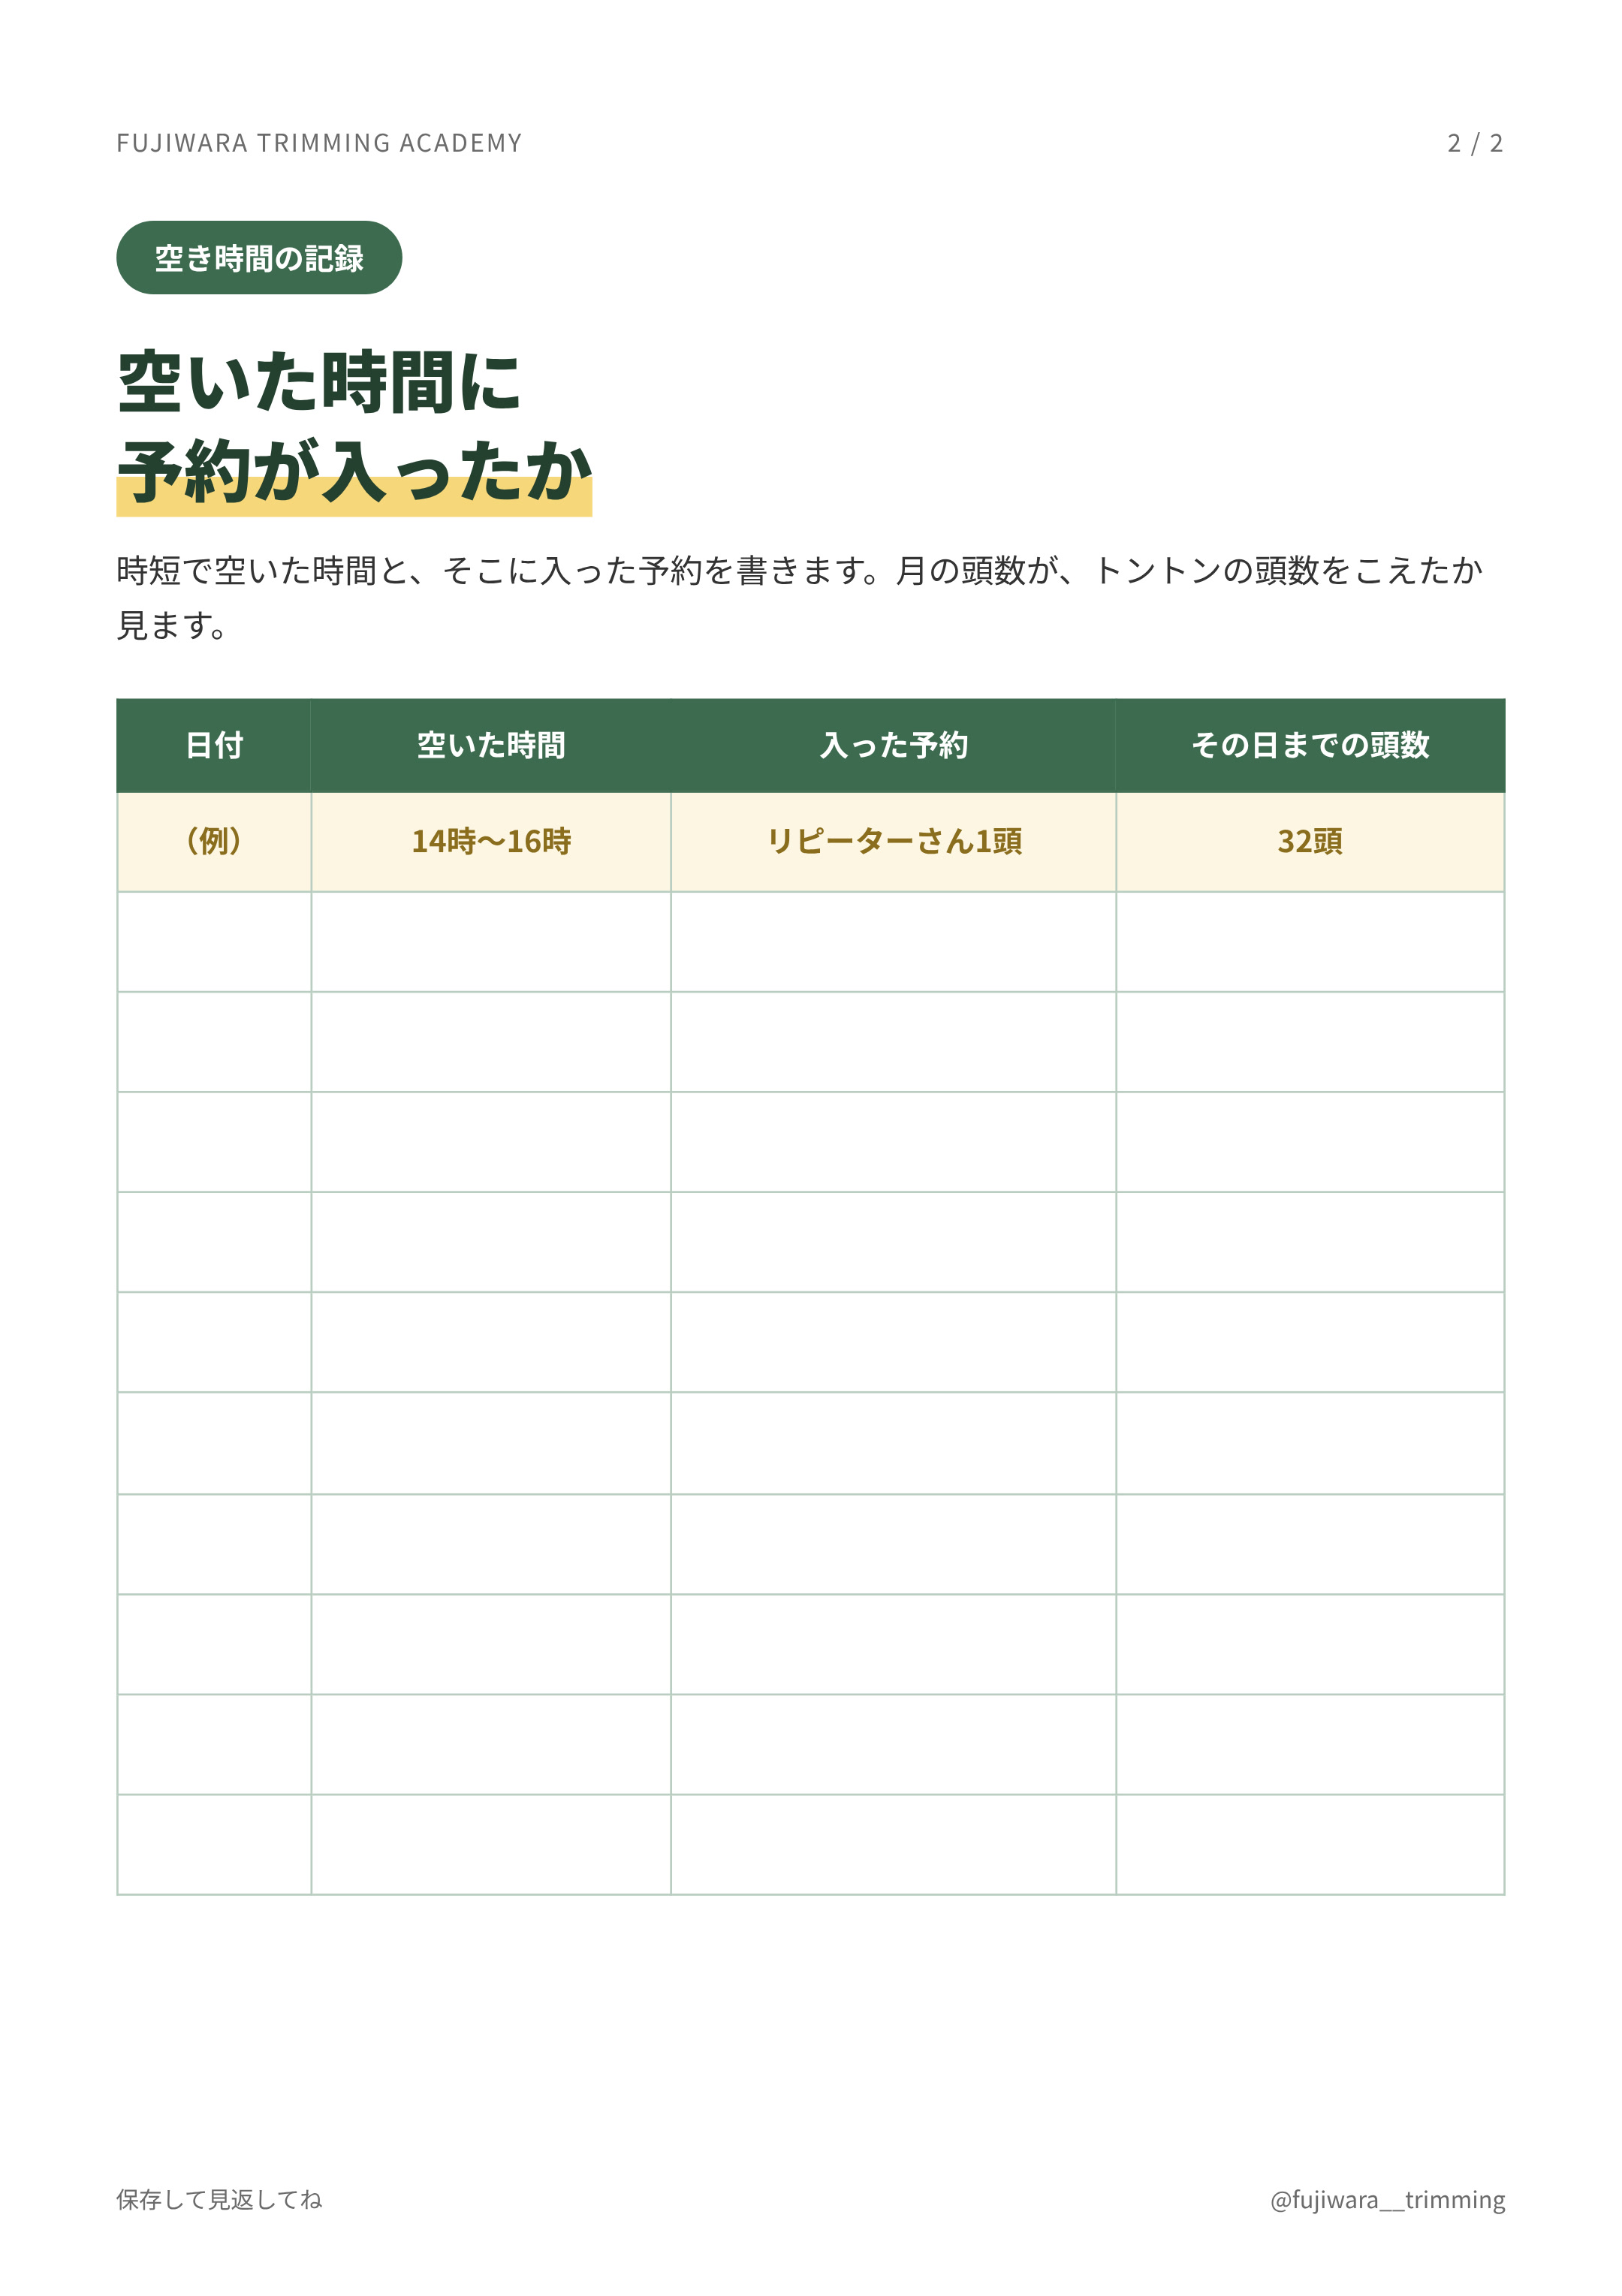 FUJIWARA TRIMMING ACADEMY
2 / 2
空き時間の記録
空いた時間に
予約が入ったか
時短で空いた時間と、そこに入った予約を書きます。月の頭数が、トントンの頭数をこえたか
見ます。
日付 空いた時間 入った予約 その日までの頭数
（例） 14時〜16時 リピーターさん1頭 32頭
保存して見返してね
@fujiwara__trimming